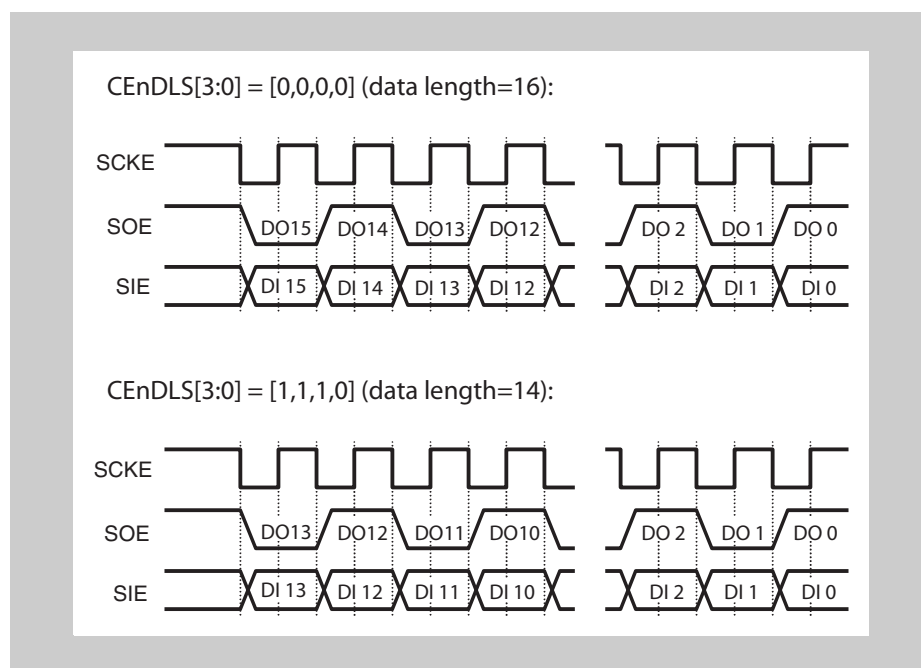 CEnDLS[3:0] = [0,0,0,0] (data length=16):
SCKE
SOE DO15 DO14 DO13 DO12 DO 2 DO 1 DO 0
SIE DI 15 DI 14 DI 13 DI 12 DI 2 DI 1 DI 0
CEnDLS[3:0] = [1,1,1,0] (data length=14):
SCKE
SOE DO13 DO12 DO11 DO10 DO 2 DO 1 DO 0
SIE DI 13 DI 12 DI 11 DI 10 DI 2 DI 1 DI 0